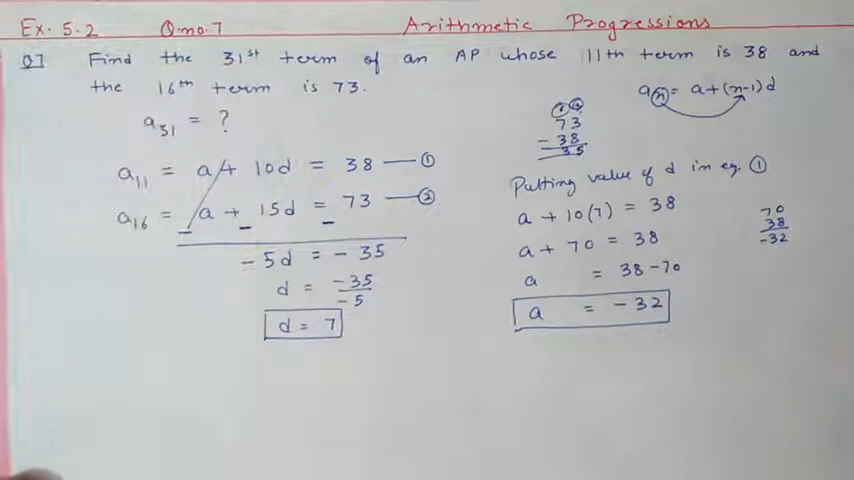 Ex. 5.2 Q.no.7 Arithmetic Progressions
Q7 Find the 31st term of an AP whose 11th term is 38 and
the 16th term is 73.
an = a + (n-1)d
a31 = ?
a11 = a + 10d = 38 — ①
a16 = a + 15d = 73 — ②
- - -
- 5d = - 35
d = -35
-5
d = 7
73
- 38
35
Putting value of d in eq. ①
a + 10(7) = 38
a + 70 = 38
a = 38 - 70
a = - 32
70
38
-32